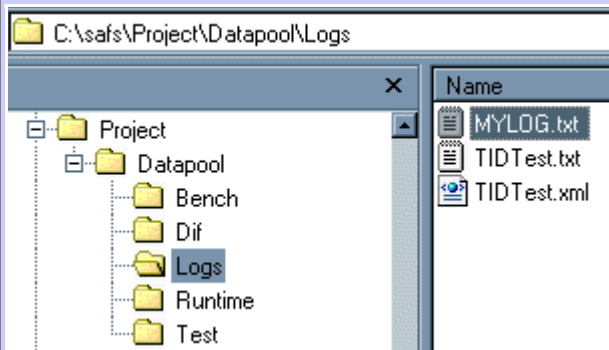 C:\safs\Project\Datapool\Logs
Name
Project
Datapool
Bench
Dif
Logs
Runtime
Test
MYLOG.txt
TIDTest.txt
TIDTest.xml